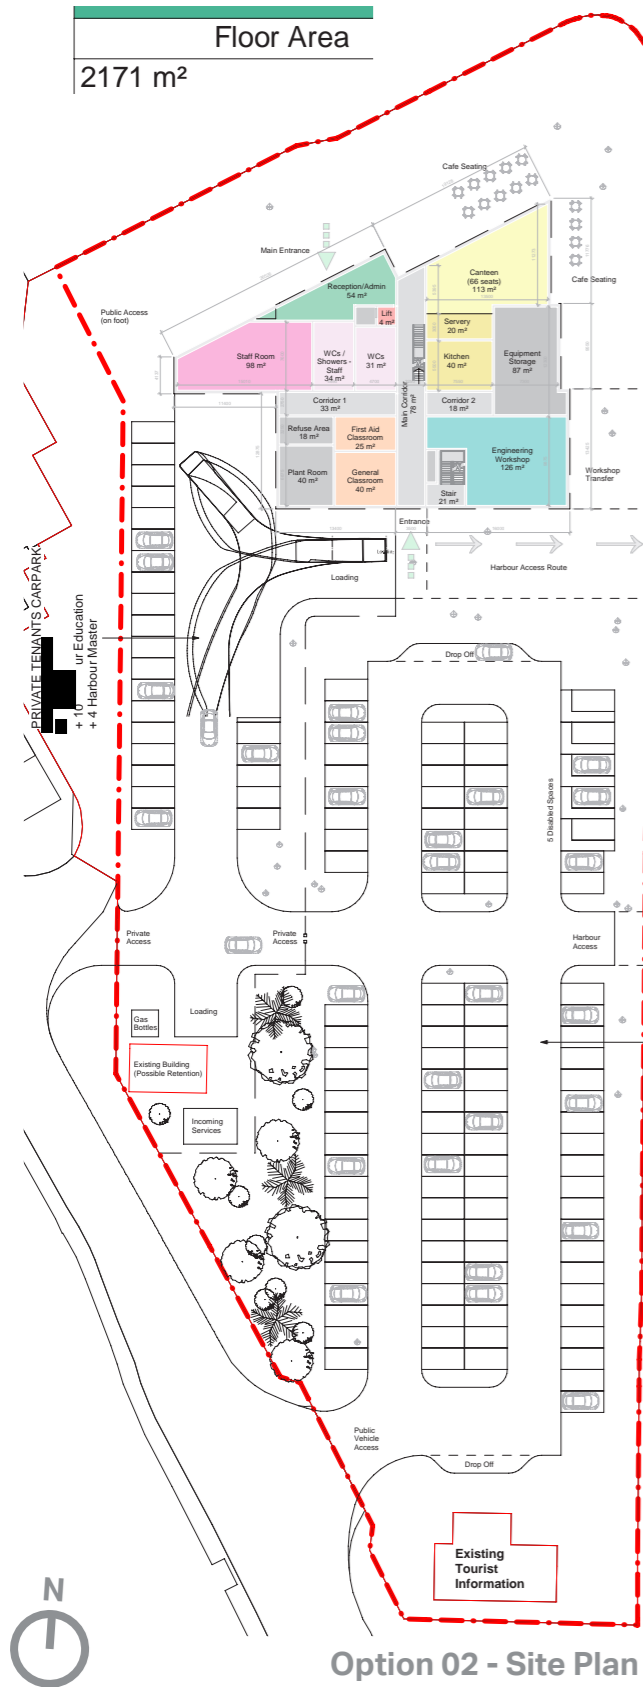 Floor Area
2171 m²
Cafe Seating
Main Entrance
Canteen
(66 seats)
113 m²
Cafe Seating
Reception/Admin
54 m²
Public Access
(on foot)
Lift
4 m²
Servery
20 m²
Staff Room
98 m²
WCs /
Showers -
Staff
34 m²
WCs
31 m²
Main Corridor
78 m²
Kitchen
40 m²
Equipment
Storage
87 m²
Corridor 1
33 m²
Corridor 2
18 m²
Refuse Area
18 m²
First Aid
Classroom
25 m²
Engineering
Workshop
126 m²
Plant Room
40 m²
General
Classroom
40 m²
Stair
21 m²
Workshop
Transfer
Entrance
Loading
Harbour Access Route
PRIVATE TENANTS CARPARK
+ 10 ur Education
+ 4 Harbour Master
Drop Off
5 Disabled Spaces
Private
Access
Private
Access
Harbour
Access
Gas
Bottles
Loading
Existing Building
(Possible Retention)
Incoming
Services
Public
Vehicle
Access
Drop Off
Existing
Tourist
Information
N
Option 02 - Site Plan